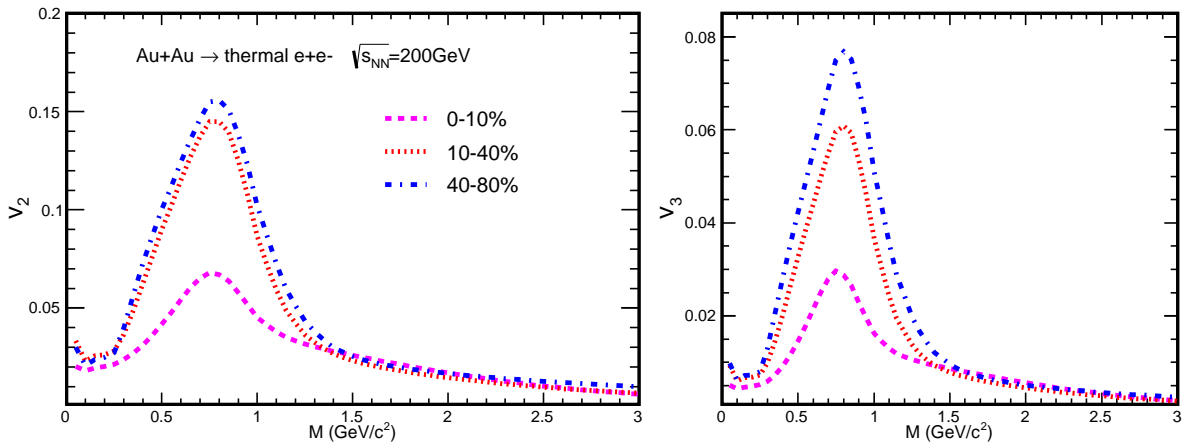 0.2
0.15
0.1
0.05
v₂
Au+Au → thermal e+e- √sNN=200GeV
0-10%
10-40%
40-80%
0 0.5 1 1.5 2 2.5 3
M (GeV/c²)
0.08
0.06
0.04
0.02
v₃
0 0.5 1 1.5 2 2.5 3
M (GeV/c²)